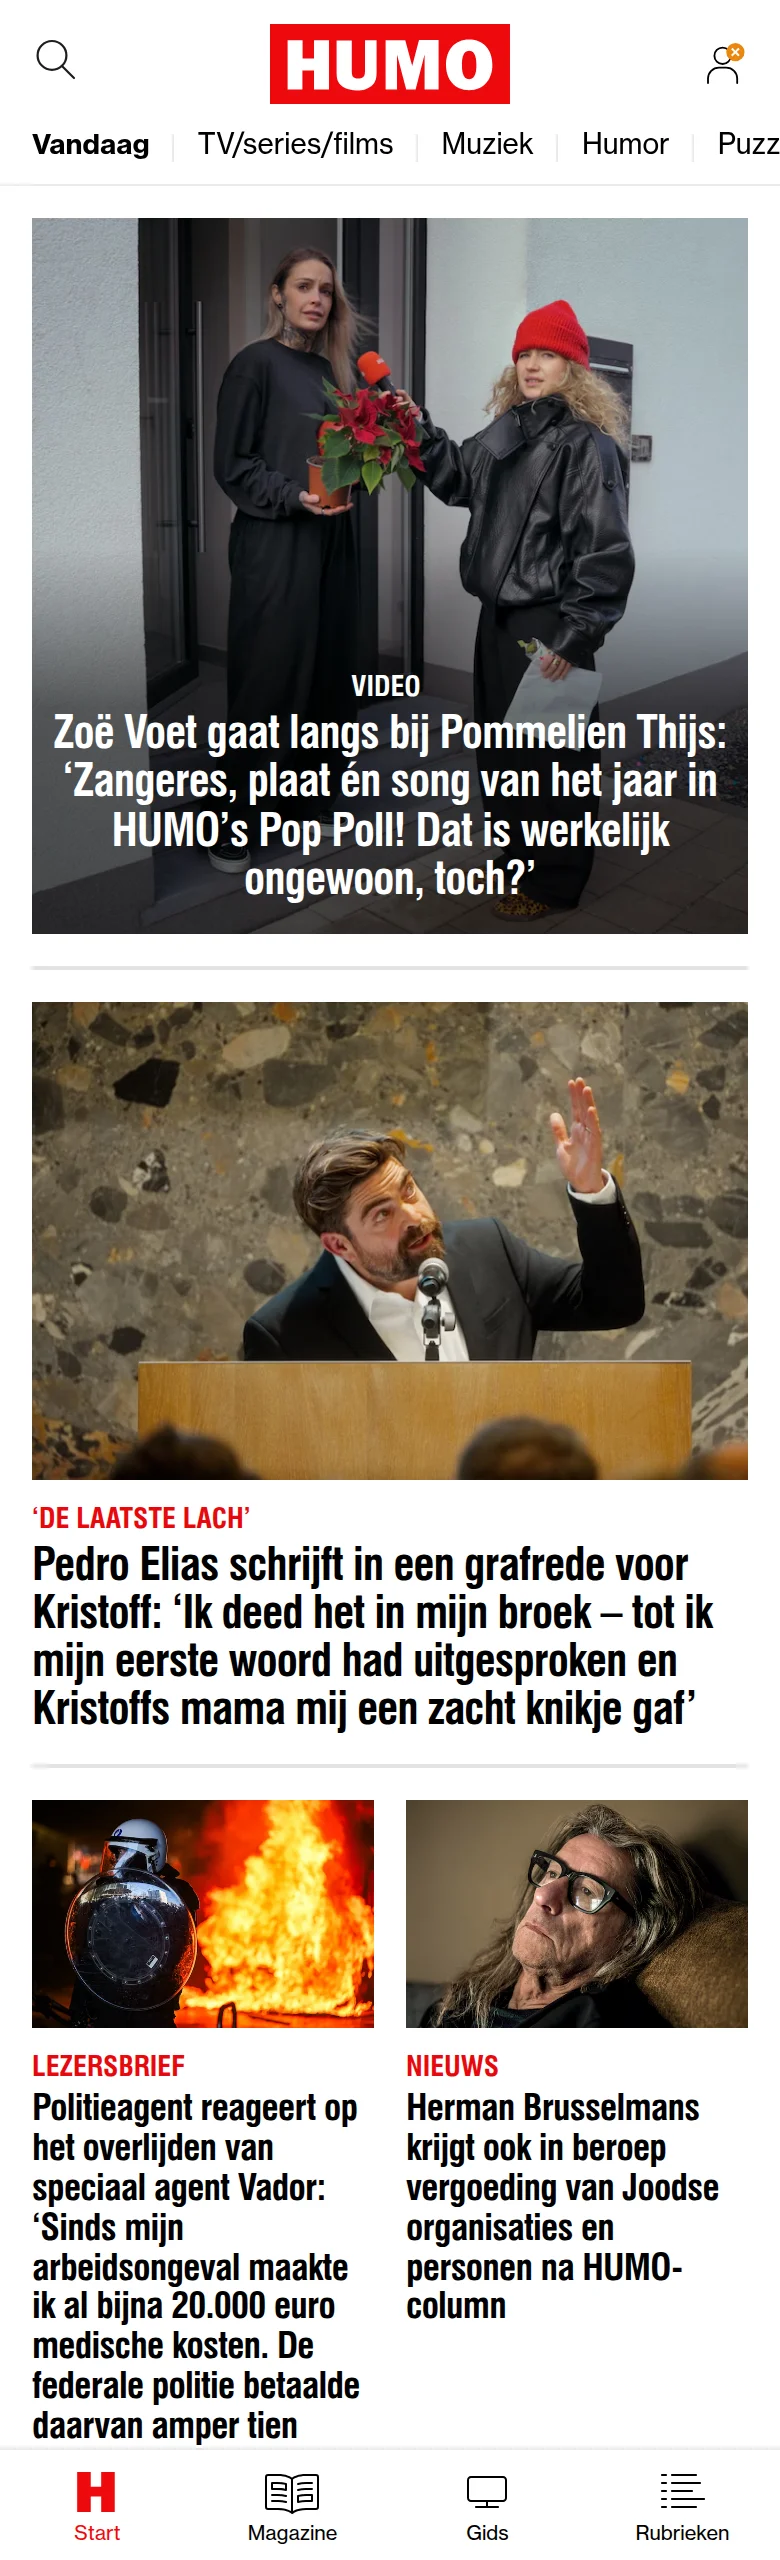 HUMO
Vandaag
TV/series/films
Muziek
Humor
Puzz
VIDEO
Zoë Voet gaat langs bij Pommelien Thijs:
‘Zangeres, plaat én song van het jaar in
HUMO’s Pop Poll! Dat is werkelijk
ongewoon, toch?’
‘DE LAATSTE LACH’
Pedro Elias schrijft in een grafrede voor
Kristoff: ‘Ik deed het in mijn broek – tot ik
mijn eerste woord had uitgesproken en
Kristoffs mama mij een zacht knikje gaf’
LEZERSBRIEF
Politieagent reageert op
het overlijden van
speciaal agent Vador:
‘Sinds mijn
arbeidsongeval maakte
ik al bijna 20.000 euro
medische kosten. De
federale politie betaalde
daarvan amper tien
NIEUWS
Herman Brusselmans
krijgt ook in beroep
vergoeding van Joodse
organisaties en
personen na HUMO-
column
Start
Magazine
Gids
Rubrieken